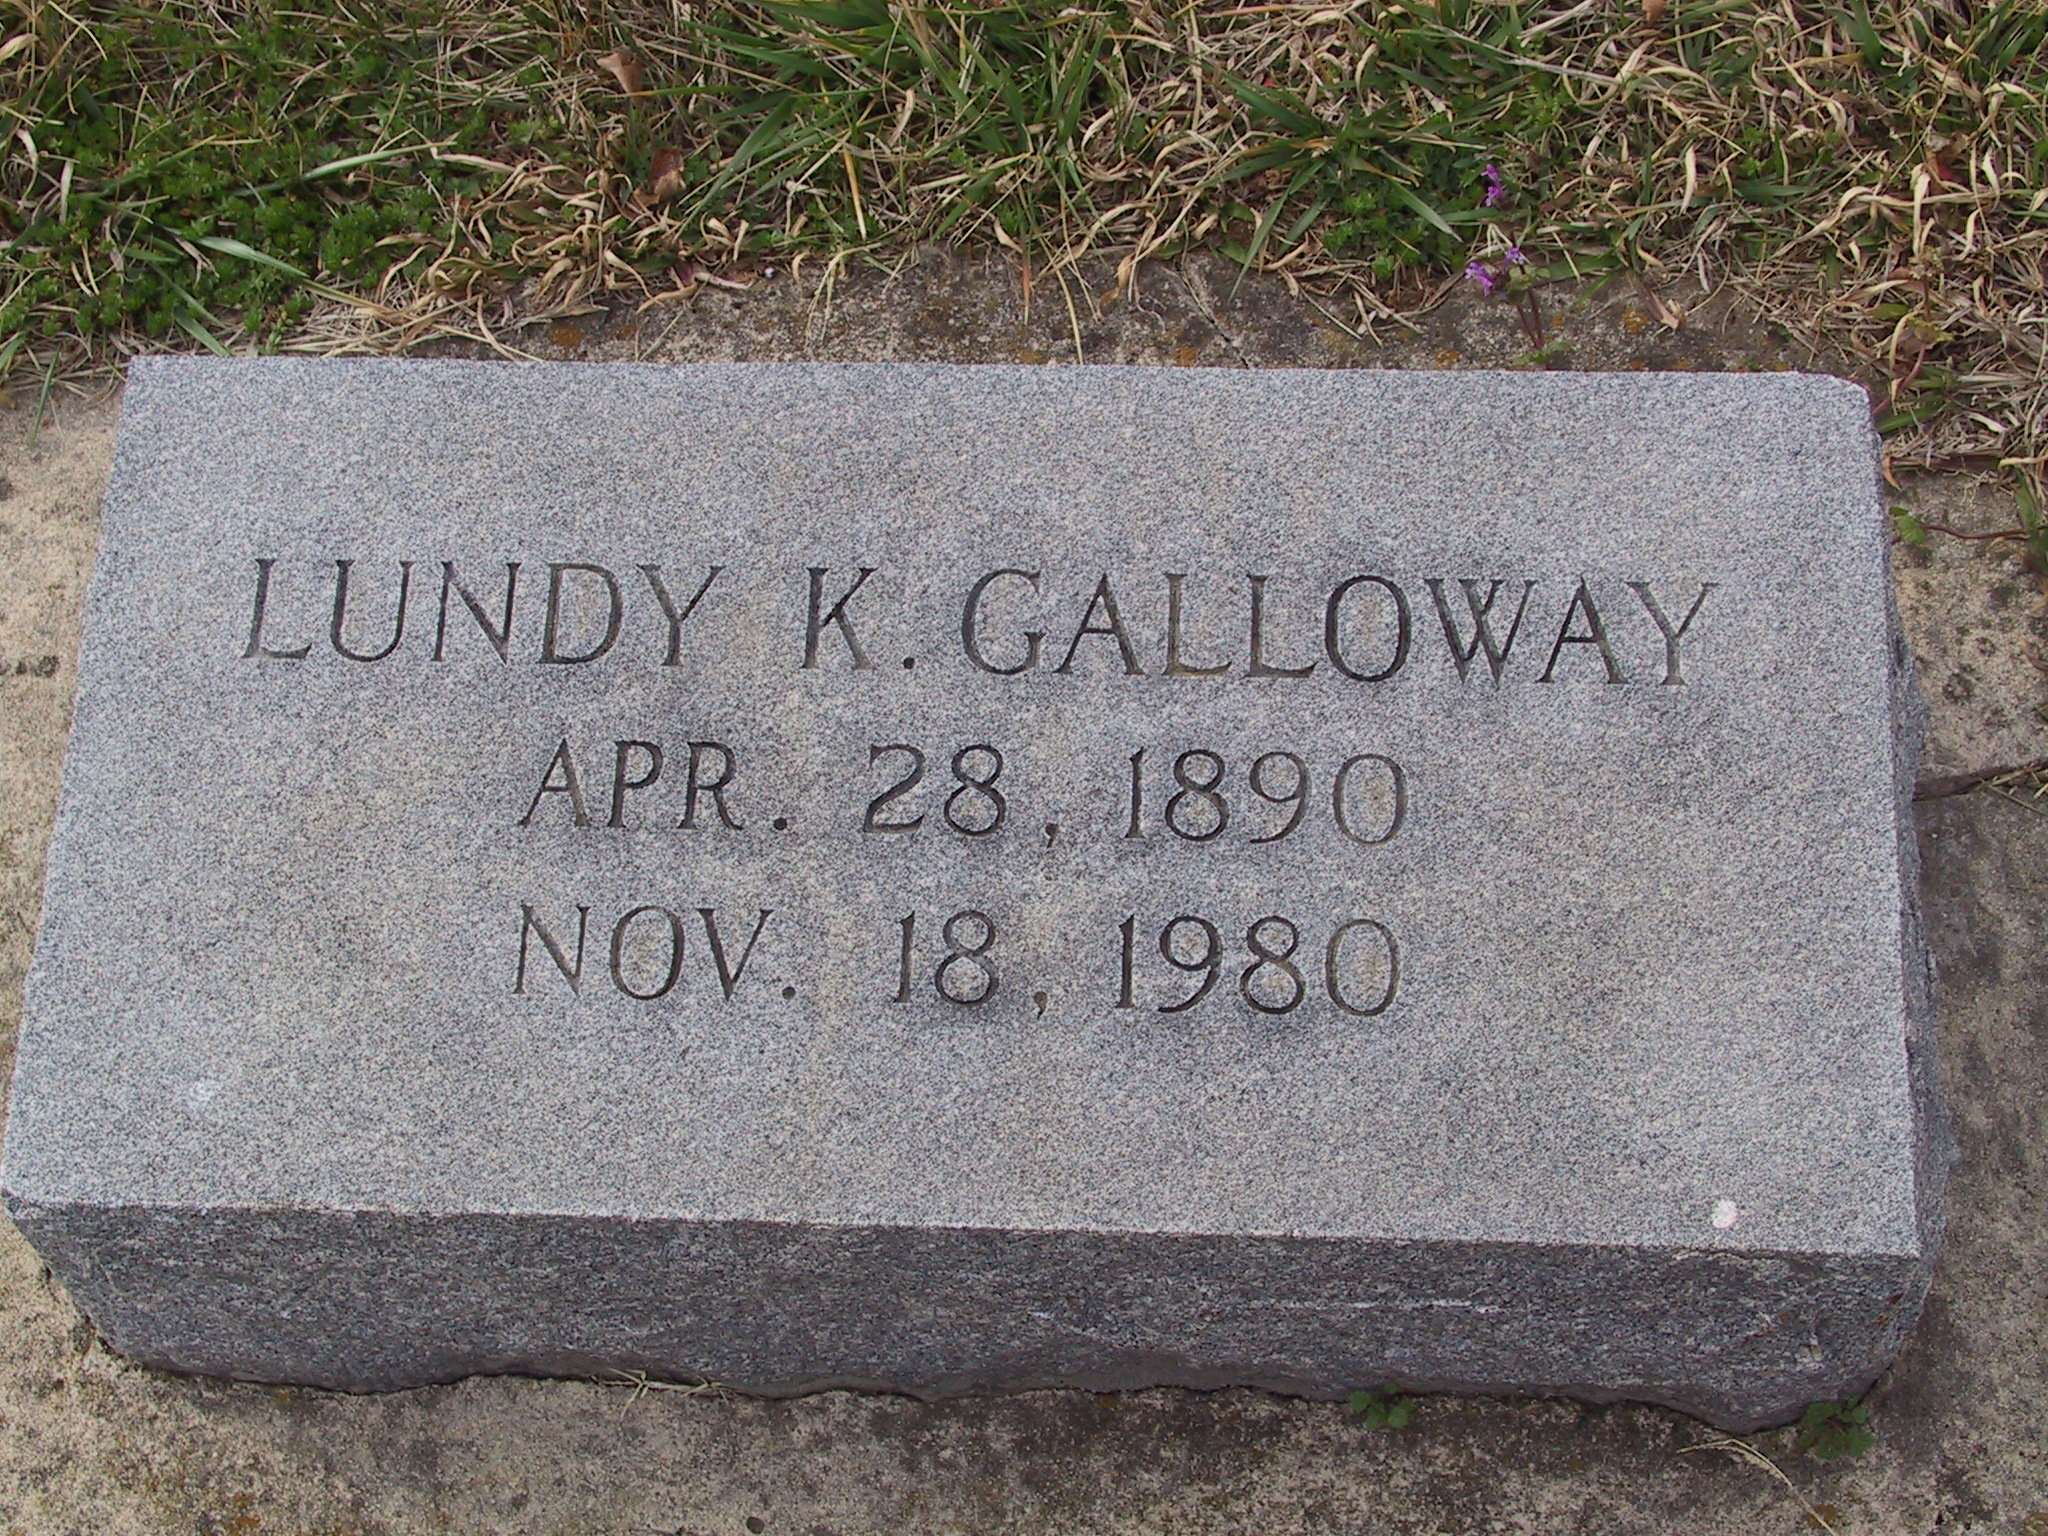 LUNDY K. GALLOWAY
APR. 28, 1890
NOV. 18, 1980